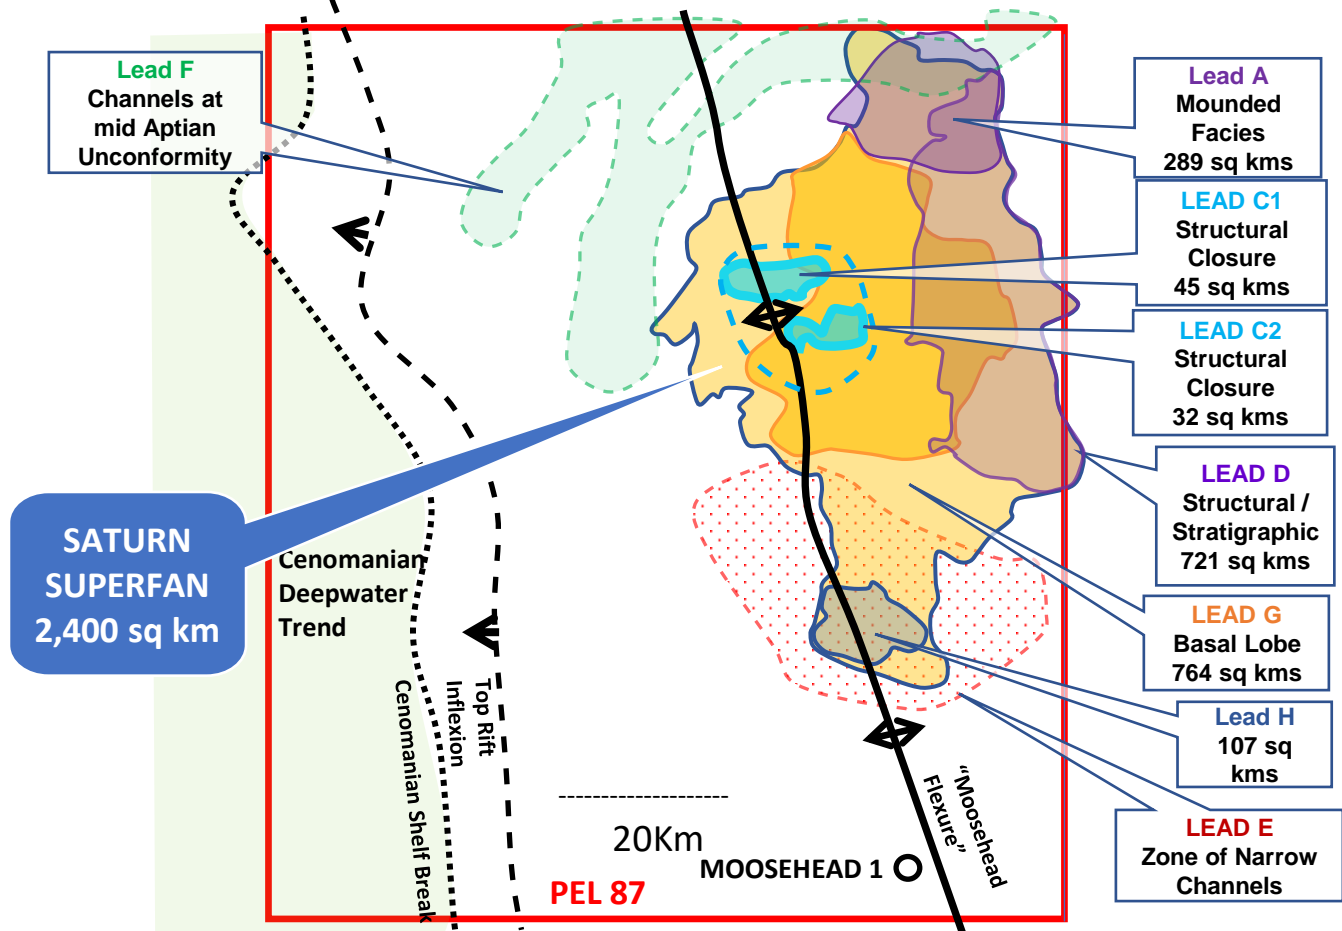 Lead F
Channels at
mid Aptian
Unconformity
Lead A
Mounded
Facies
289 sq kms
LEAD C1
Structural
Closure
45 sq kms
LEAD C2
Structural
Closure
32 sq kms
LEAD D
Structural /
Stratigraphic
721 sq kms
SATURN
SUPERFAN
2,400 sq km
Cenomanian
Deepwater
Trend
LEAD G
Basal Lobe
764 sq kms
Top Rift
Inflexion
Cenomanian Shelf Break
Lead H
107 sq
kms
"Moosehead
Flexure"
20Km
LEAD E
Zone of Narrow
Channels
MOOSEHEAD 1
PEL 87